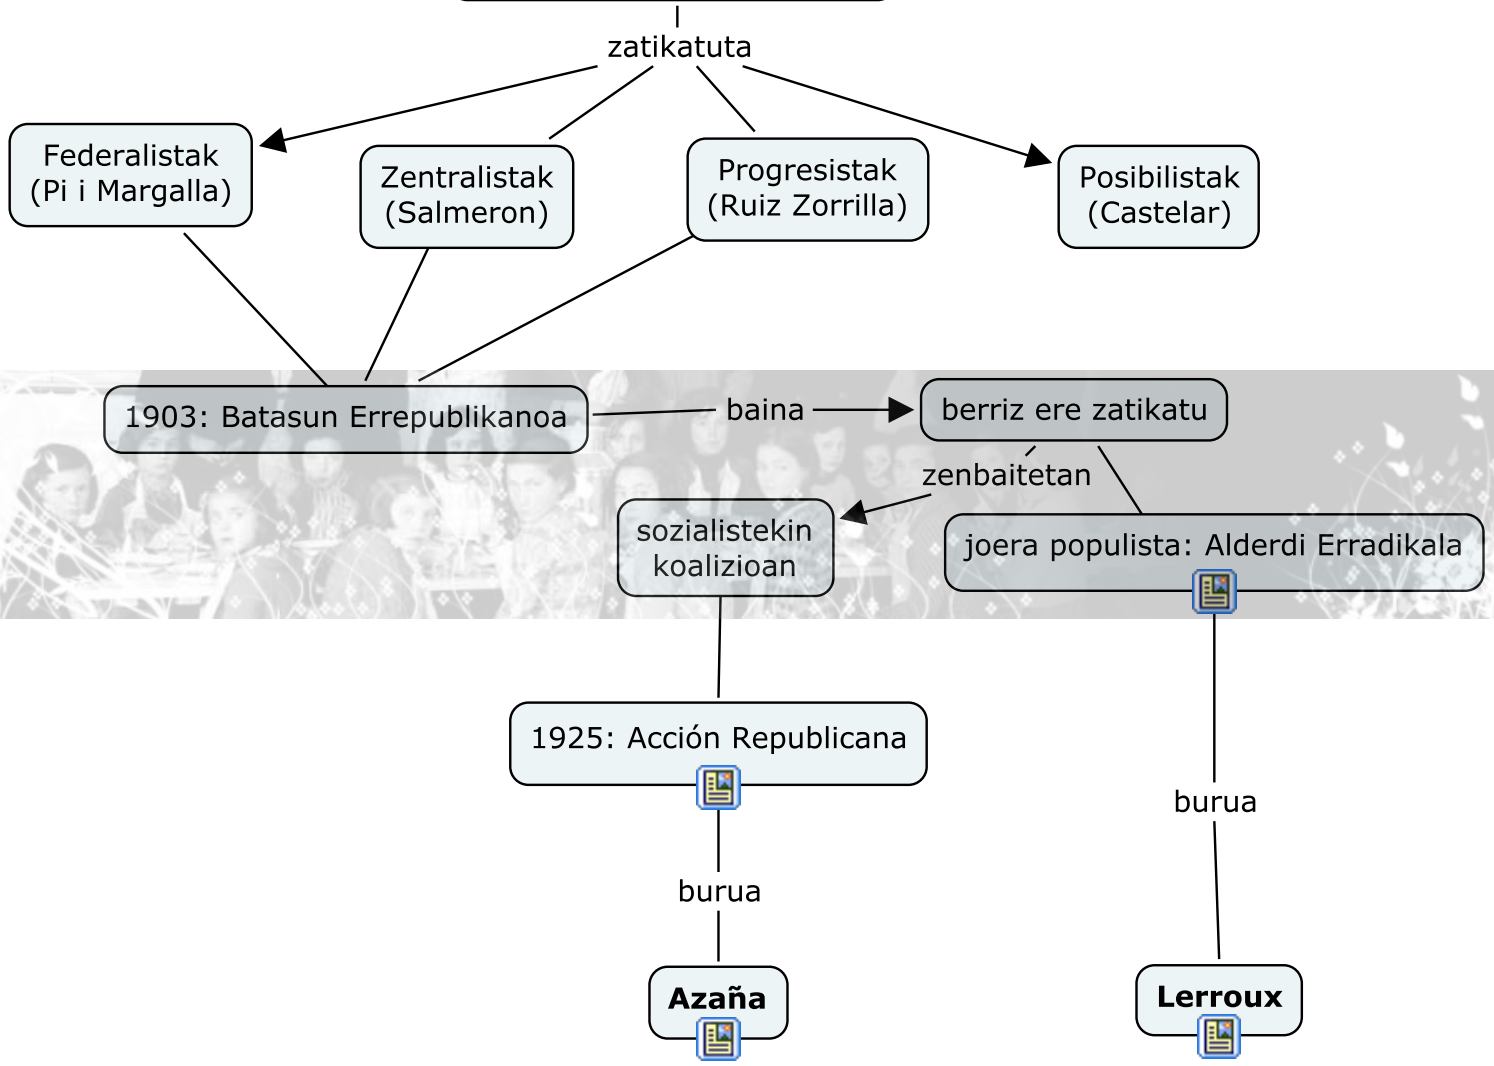 zatikatuta
Federalistak
(Pi i Margalla)
Zentralistak
(Salmeron)
Progresistak
(Ruiz Zorrilla)
Posibilistak
(Castelar)
1903: Batasun Errepublikanoa
baina
berriz ere zatikatu
zenbaitetan
sozialistekin
koalizioan
joera populista: Alderdi Erradikala
1925: Acción Republicana
burua
burua
Azaña
Lerroux